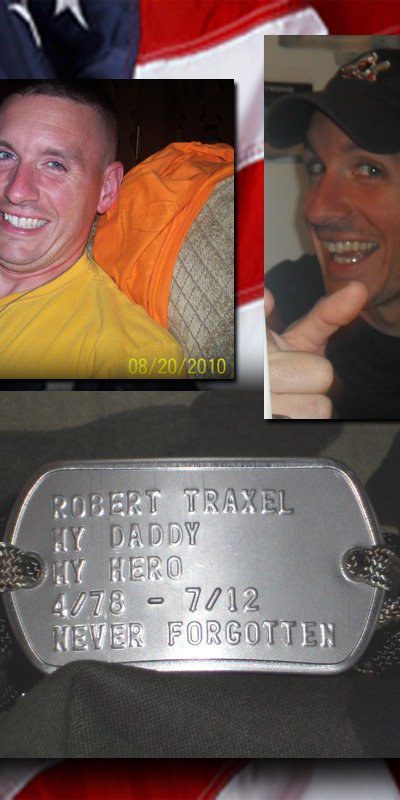 08/20/2010
ROBERT TRAXEL
MY DADDY
MY HERO
4/78 - 7/12
NEVER FORGOTTEN